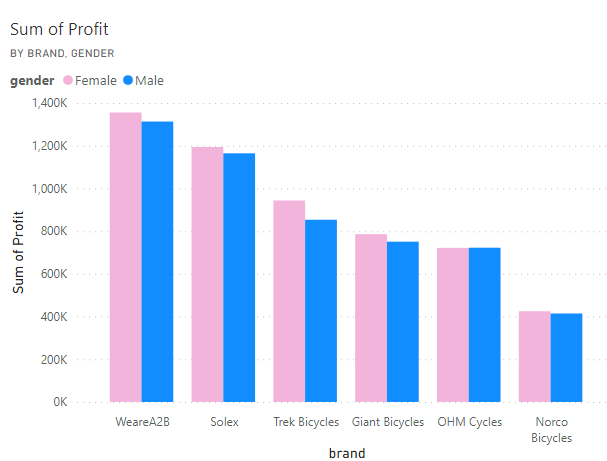 Sum of Profit
BY BRAND, GENDER
gender Female Male
1,400K
1,200K
1,000K
800K
600K
400K
200K
0K
Sum of Profit
WeareA2B Solex Trek Bicycles Giant Bicycles OHM Cycles Norco
Bicycles
brand